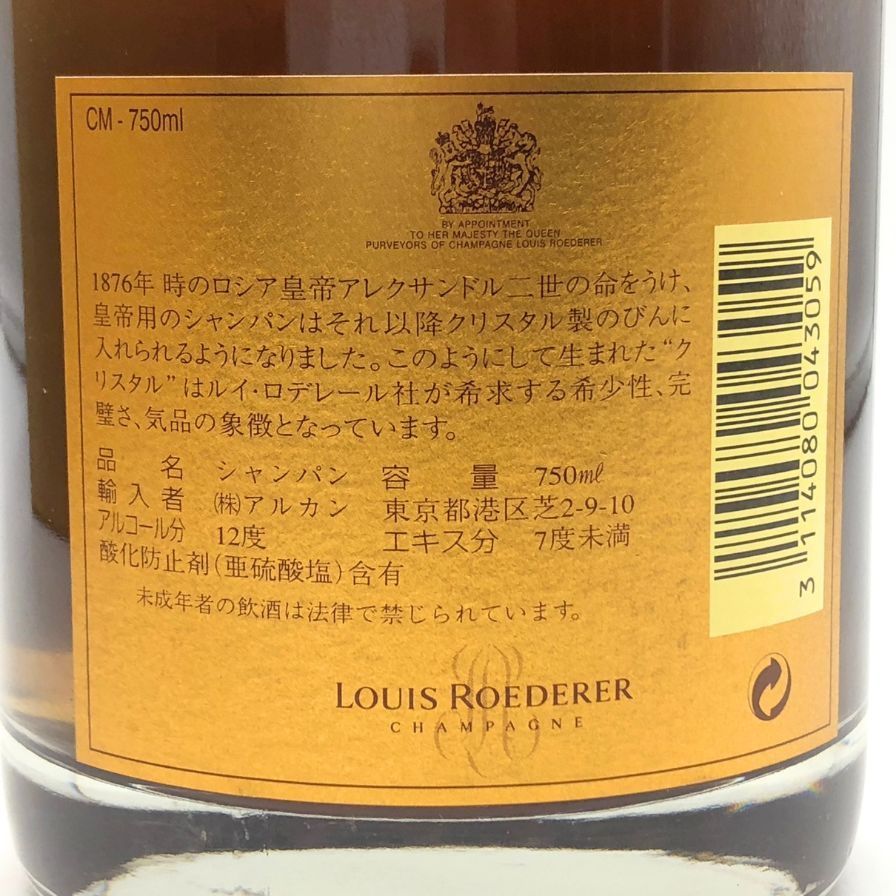 CM - 750ml
BY APPOINTMENT
TO HER MAJESTY THE QUEEN
PURVEYORS OF CHAMPAGNE LOUIS ROEDERER
1876年 時のロシア皇帝アレクサンドル二世の命をうけ、
皇帝用のシャンパンはそれ以降クリスタル製のびんに
入れられるようになりました。このようにして生まれた“ク
リスタル”はルイ・ロデレール社が希求する希少性、完
璧さ、気品の象徴となっています。
品 名 シャンパン 容 量 750ml
輸入者 ㈱アルカン 東京都港区芝2-9-10
アルコール分 12度 エキス分 7度未満
酸化防止剤（亜硫酸塩）含有
未成年者の飲酒は法律で禁じられています。
3 114080 043059
LOUIS ROEDERER
CHAMPAGNE